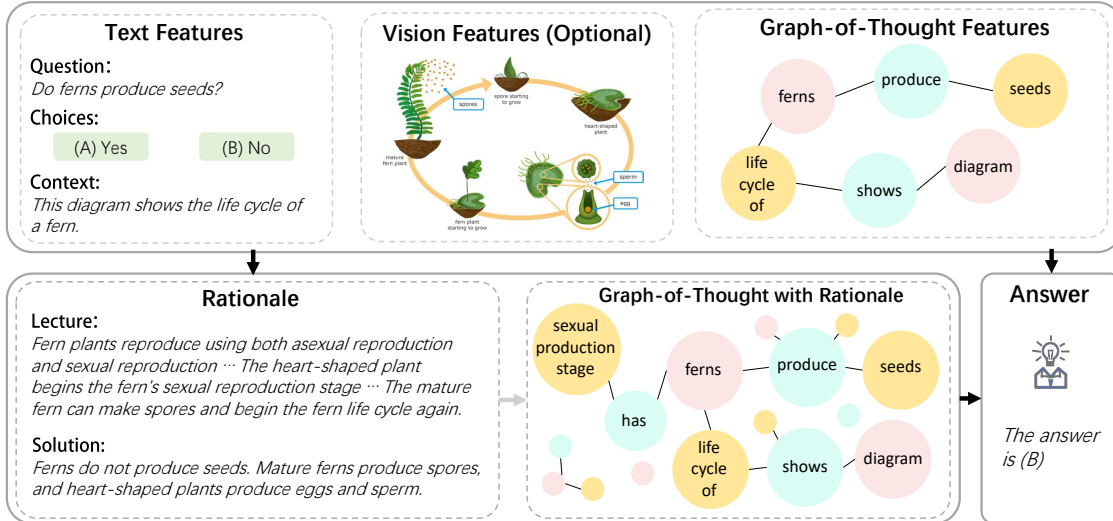 Text Features
Question:
Do ferns produce seeds?
Choices:
(A) Yes
(B) No
Context:
This diagram shows the life cycle of
a fern.
Vision Features (Optional)
spores
spore starting
to grow
heart-shaped
plant
mature
fern plant
sperm
egg
fern plant
starting to grow
Graph-of-Thought Features
ferns
produce
seeds
life
cycle
of
shows
diagram
Rationale
Lecture:
Fern plants reproduce using both asexual reproduction
and sexual reproduction ··· The heart-shaped plant
begins the fern's sexual reproduction stage ··· The mature
fern can make spores and begin the fern life cycle again.
Solution:
Ferns do not produce seeds. Mature ferns produce spores,
and heart-shaped plants produce eggs and sperm.
Graph-of-Thought with Rationale
sexual
production
stage
has
ferns
produce
seeds
life
cycle
of
shows
diagram
Answer
The answer
is (B)